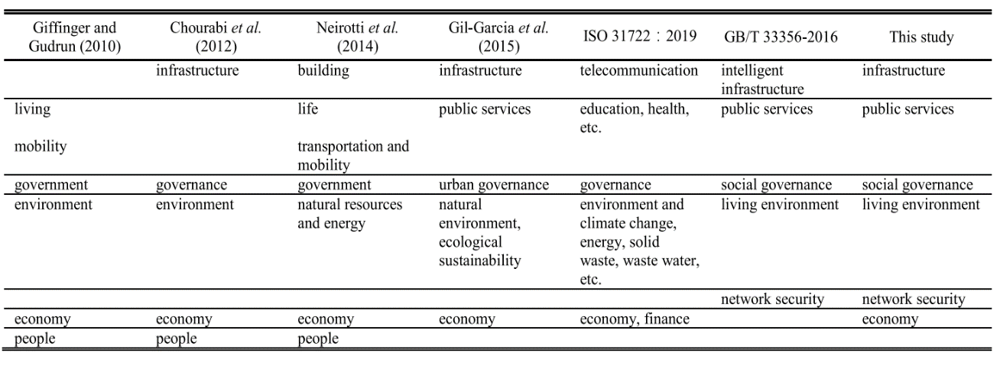 Giffinger and Gudrun (2010) Chourabi et al. (2012) Neirotti et al. (2014) Gil-Garcia et al. (2015) ISO 31722：2019 GB/T 33356-2016 This study
infrastructure building infrastructure telecommunication intelligent infrastructure infrastructure
living life public services education, health, etc. public services public services
mobility transportation and mobility
government governance government urban governance governance social governance social governance
environment environment natural resources and energy natural environment, ecological sustainability environment and climate change, energy, solid waste, waste water, etc. living environment living environment
network security network security
economy economy economy economy economy, finance economy
people people people